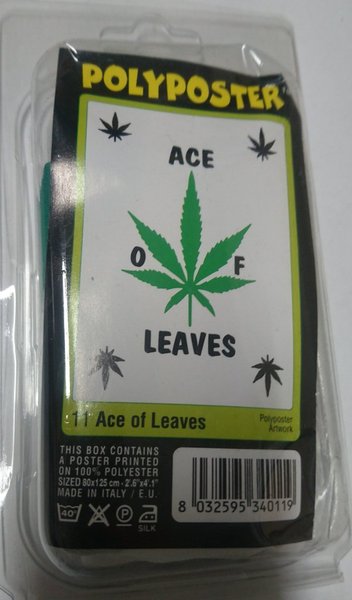 POLYPOSTER
ACE
O F
LEAVES
11 Ace of Leaves
Polyposter
Artwork
THIS BOX CONTAINS
A POSTER PRINTED
ON 100% POLYESTER
SIZED 80x125 cm - 2'.6"x4'.1"
MADE IN ITALY / E.U.
40 P SILK
8 032595 340119